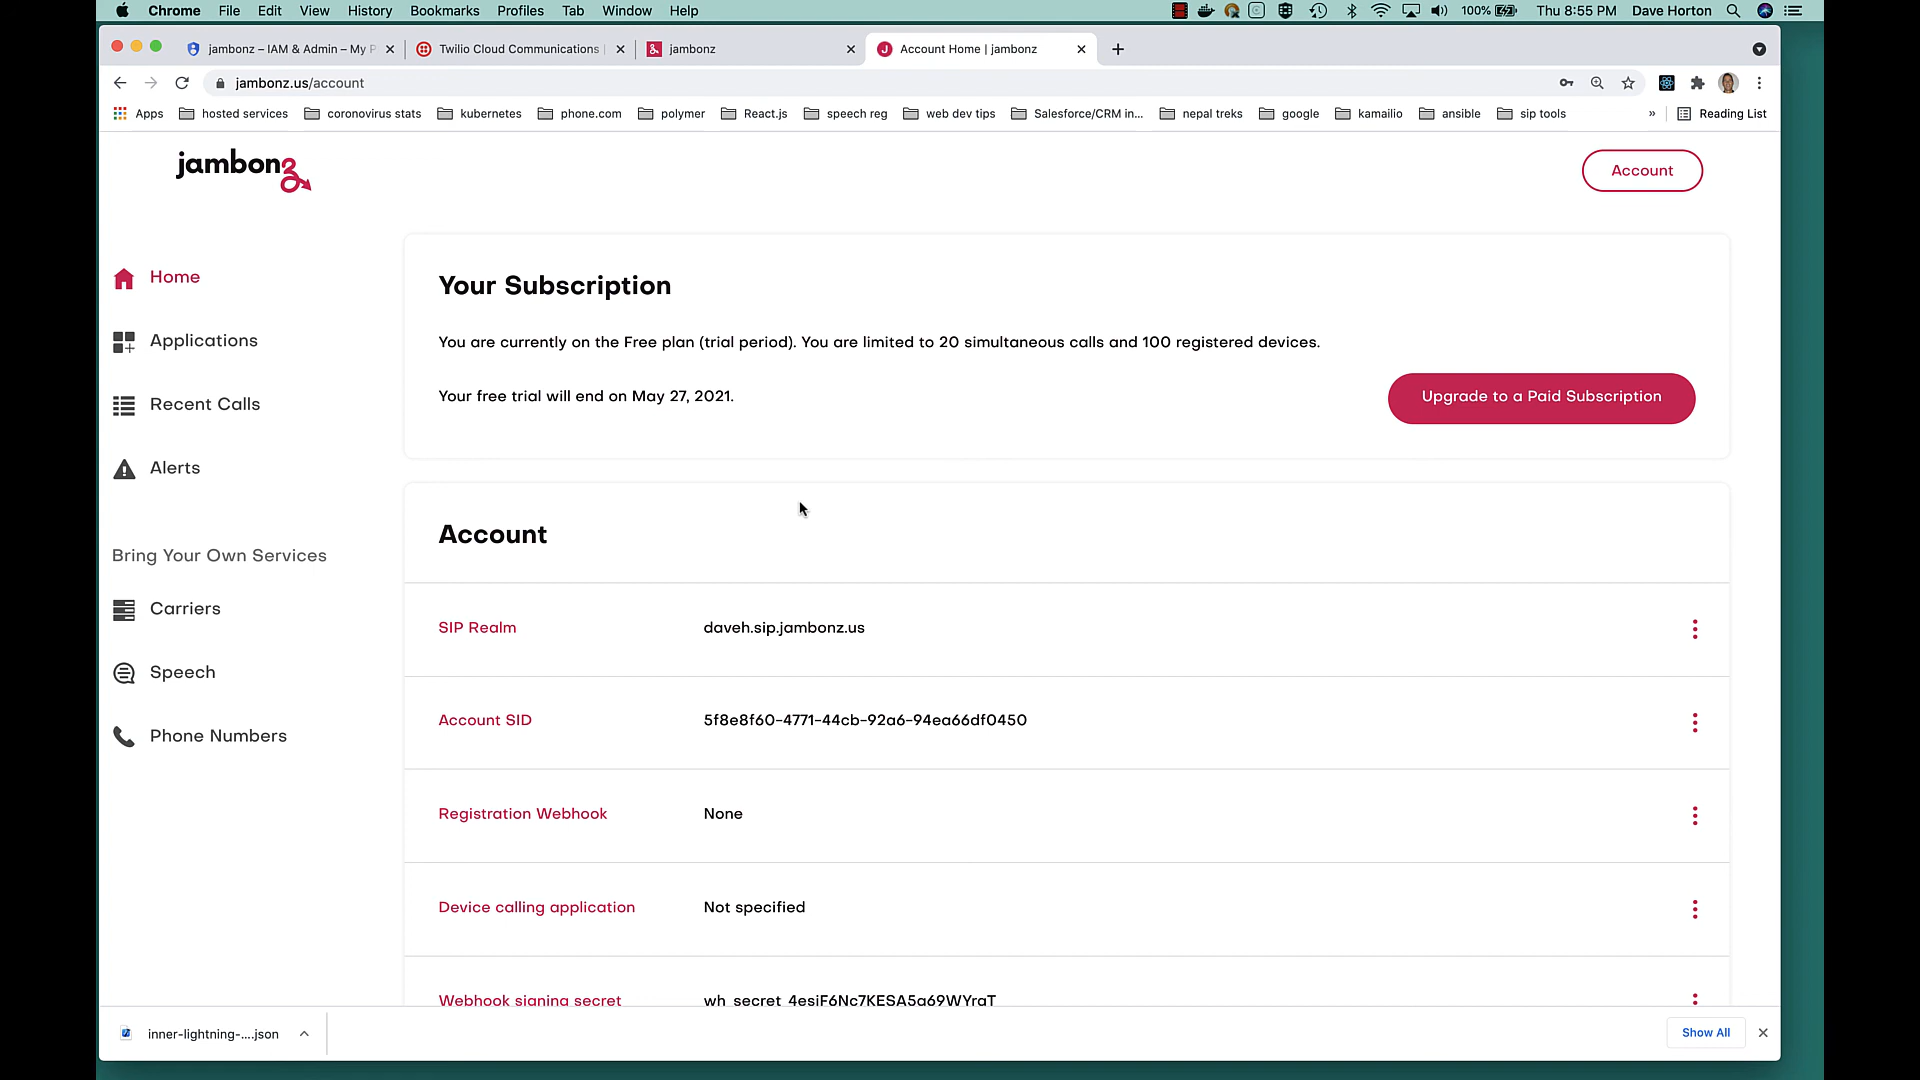 Chrome File Edit View History Bookmarks Profiles Tab Window Help 100% Thu 8:55 PM Dave Horton
jambonz – IAM & Admin – My P Twilio Cloud Communications jambonz Account Home | jambonz
jambonz.us/account
Apps hosted services coronovirus stats kubernetes phone.com polymer React.js speech reg web dev tips Salesforce/CRM in... nepal treks google kamailio ansible sip tools » Reading List
jambonz
Account
Home
Applications
Recent Calls
Alerts
Bring Your Own Services
Carriers
Speech
Phone Numbers
Your Subscription
You are currently on the Free plan (trial period). You are limited to 20 simultaneous calls and 100 registered devices.
Your free trial will end on May 27, 2021.
Upgrade to a Paid Subscription
Account
SIP Realm daveh.sip.jambonz.us
Account SID 5f8e8f60-4771-44cb-92a6-94ea66df0450
Registration Webhook None
Device calling application Not specified
Webhook signing secret
inner-lightning-....json
Show All